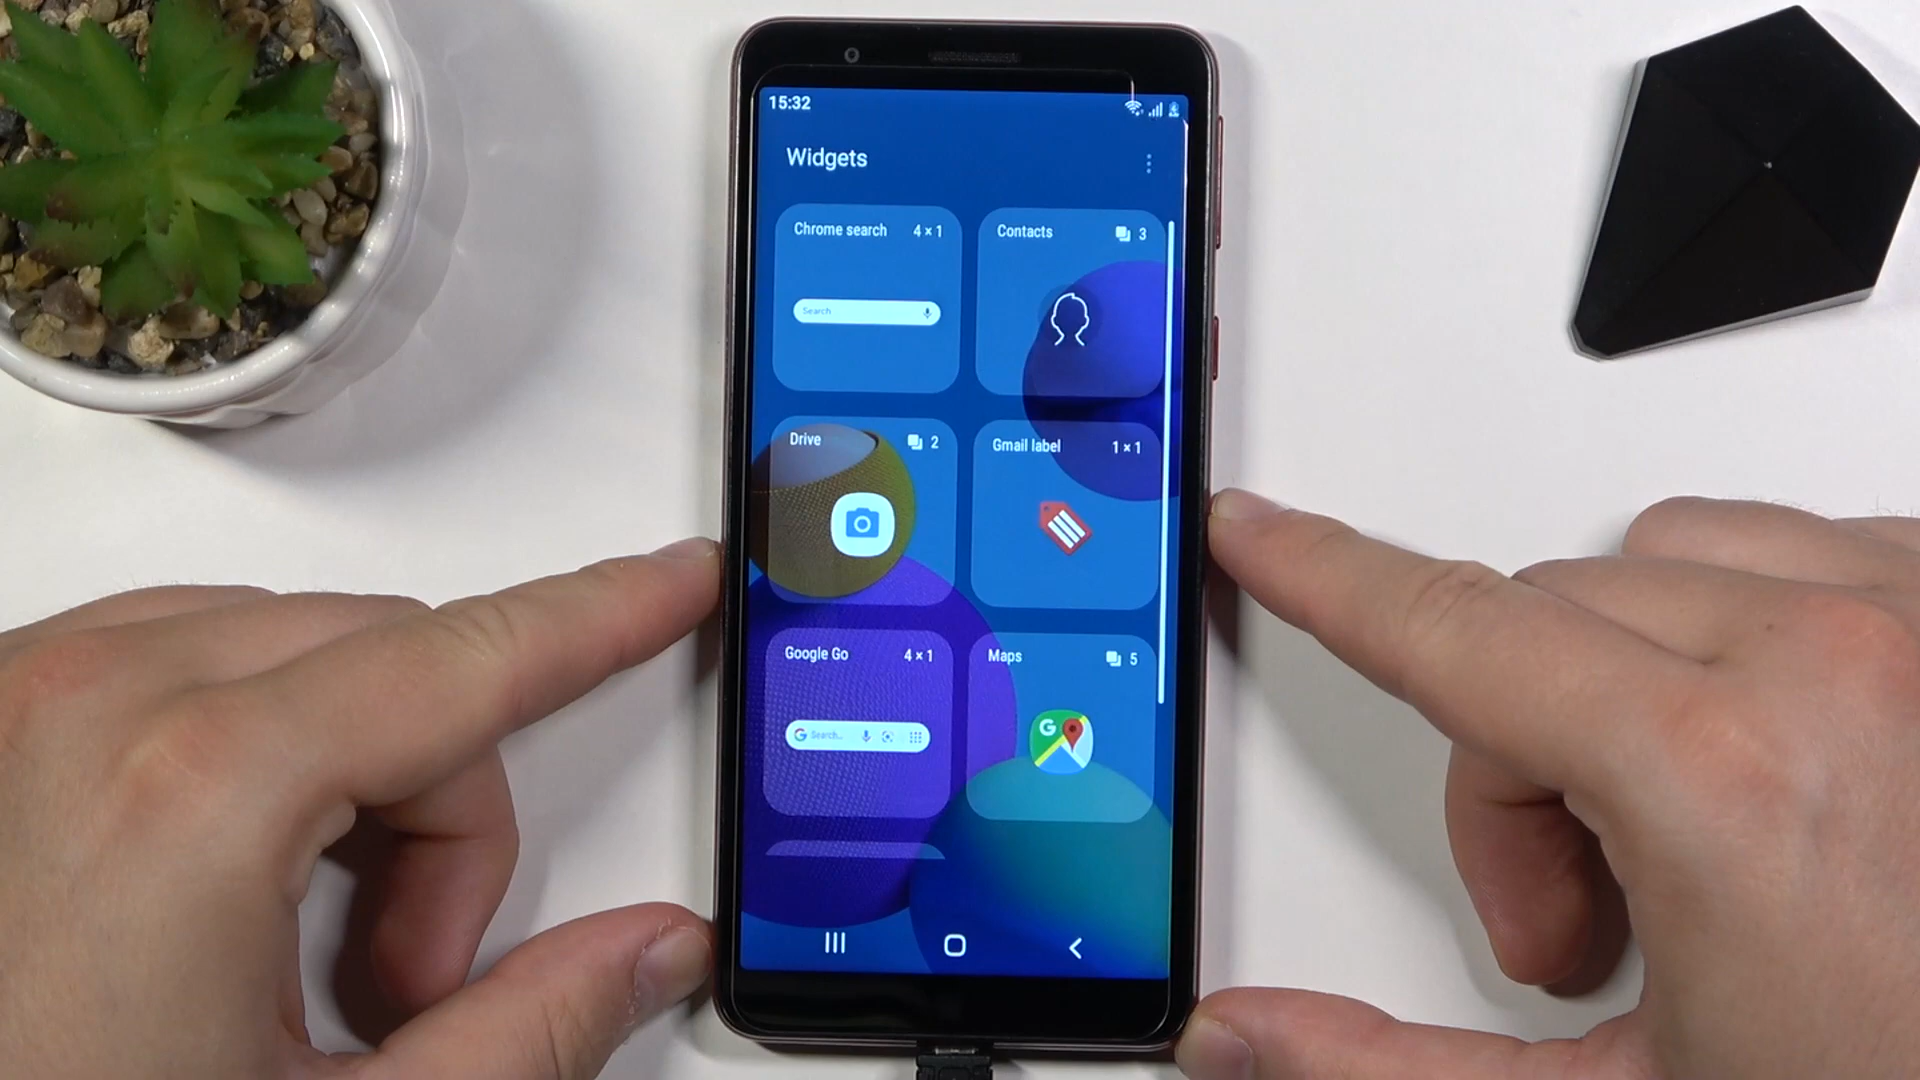 15:32
Widgets
Chrome search 4 × 1
Contacts 3
Search
Drive 2
Gmail label 1 × 1
Google Go 4 × 1
Maps 5
G Search...
G